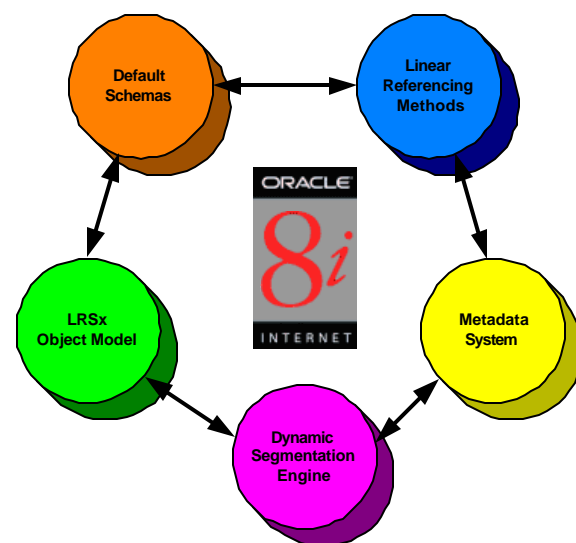 Default
Schemas
Linear
Referencing
Methods
ORACLE
8i
INTERNET
LRSx
Object Model
Metadata
System
Dynamic
Segmentation
Engine